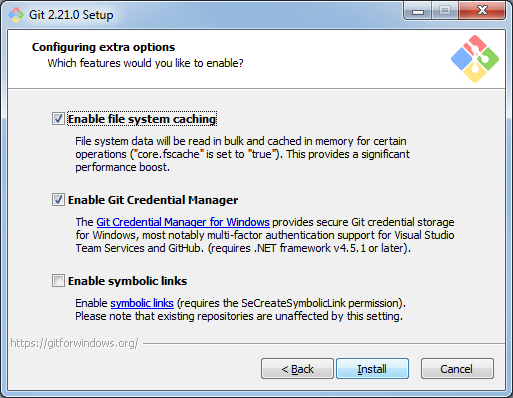 Git 2.21.0 Setup
Configuring extra options
Which features would you like to enable?
Enable file system caching
File system data will be read in bulk and cached in memory for certain
operations ("core.fscache" is set to "true"). This provides a significant
performance boost.
Enable Git Credential Manager
The Git Credential Manager for Windows provides secure Git credential storage
for Windows, most notably multi-factor authentication support for Visual Studio
Team Services and GitHub. (requires .NET framework v4.5.1 or later).
Enable symbolic links
Enable symbolic links (requires the SeCreateSymbolicLink permission).
Please note that existing repositories are unaffected by this setting.
https://gitforwindows.org/
< Back Install Cancel